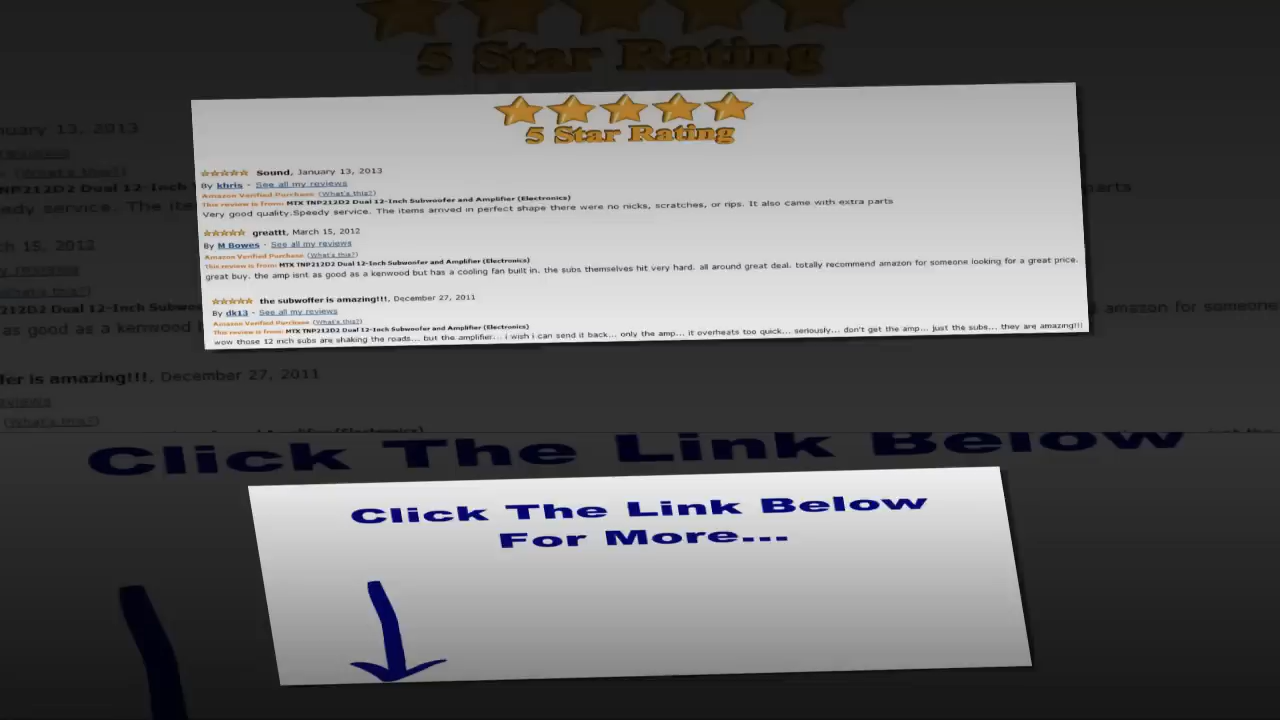 5 Star Rating
Sound, January 13, 2013
By khris - See all my reviews
Amazon Verified Purchase (What's this?)
This review is from: MTX TNP212D2 Dual 12-Inch Subwoofer and Amplifier (Electronics)
Very good quality.Speedy service. The items arrived in perfect shape there were no nicks, scratches, or rips. It also came with extra parts
greattt, March 15, 2012
By M Bowes - See all my reviews
Amazon Verified Purchase (What's this?)
This review is from: MTX TNP212D2 Dual 12-Inch Subwoofer and Amplifier (Electronics)
great buy. the amp isnt as good as a kenwood but has a cooling fan built in. the subs themselves hit very hard. all around great deal. totally recommend amazon for someone looking for a great price.
the subwoffer is amazing!!!, December 27, 2011
By dk13 - See all my reviews
Amazon Verified Purchase (What's this?)
This review is from: MTX TNP212D2 Dual 12-Inch Subwoofer and Amplifier (Electronics)
wow those 12 inch subs are shaking the roads... but the amplifier... i wish i can send it back... only the amp... it overheats too quick... seriously... don't get the amp... just the subs... they are amazing!!!
Click The Link Below
For More...